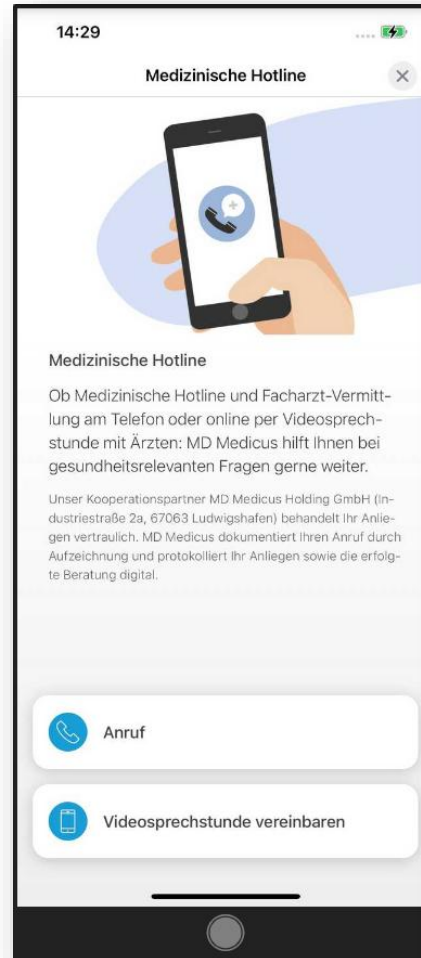 14:29
Medizinische Hotline
Medizinische Hotline
Ob Medizinische Hotline und Facharzt-Vermitt-
lung am Telefon oder online per Videosprech-
stunde mit Ärzten: MD Medicus hilft Ihnen bei
gesundheitsrelevanten Fragen gerne weiter.
Unser Kooperationspartner MD Medicus Holding GmbH (In-
dustriestraße 2a, 67063 Ludwigshafen) behandelt Ihr Anlie-
gen vertraulich. MD Medicus dokumentiert Ihren Anruf durch
Aufzeichnung und protokolliert Ihr Anliegen sowie die erfolg-
te Beratung digital.
Anruf
Videosprechstunde vereinbaren